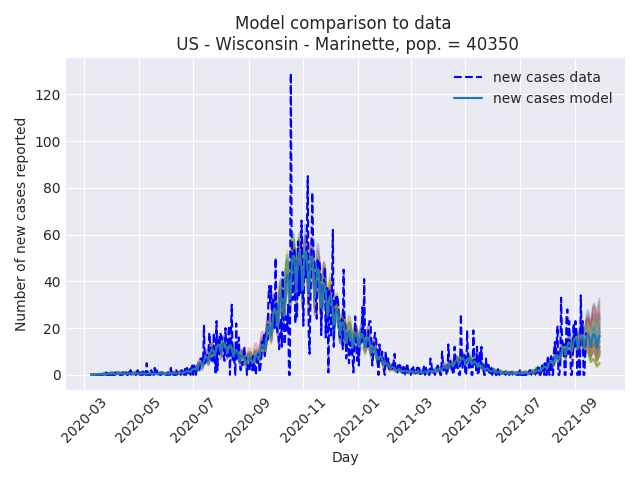 Model comparison to data
US - Wisconsin - Marinette, pop. = 40350
new cases data
new cases model
Number of new cases reported
120
100
80
60
40
20
0
2020-03
2020-05
2020-07
2020-09
2020-11
2021-01
2021-03
2021-05
2021-07
2021-09
Day